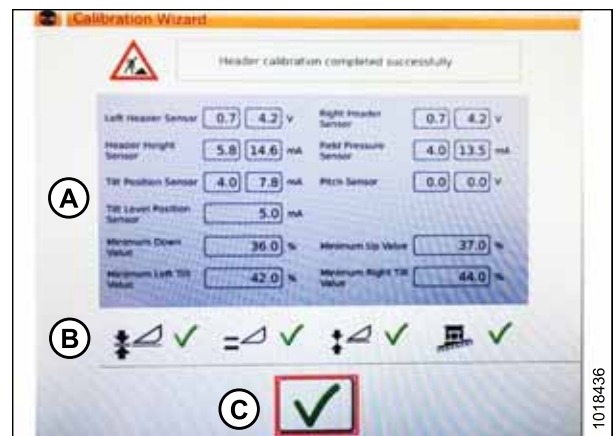 Calibration Wizard
Header calibration completed successfully
Left Header Sensor 0.7 4.2 v Right Header Sensor 0.7 4.2 v
Header Height Sensor 5.8 14.6 mA Field Pressure Sensor 4.0 13.5 mA
Tilt Position Sensor 4.0 7.8 mA Pitch Sensor 0.0 0.0 v
Tilt Level Position Sensor 5.0 mA
Minimum Down Value 36.0 % Minimum Up Value 37.0 %
Minimum Left Tilt Value 42.0 % Minimum Right Tilt Value 44.0 %
A
B
C
1018436